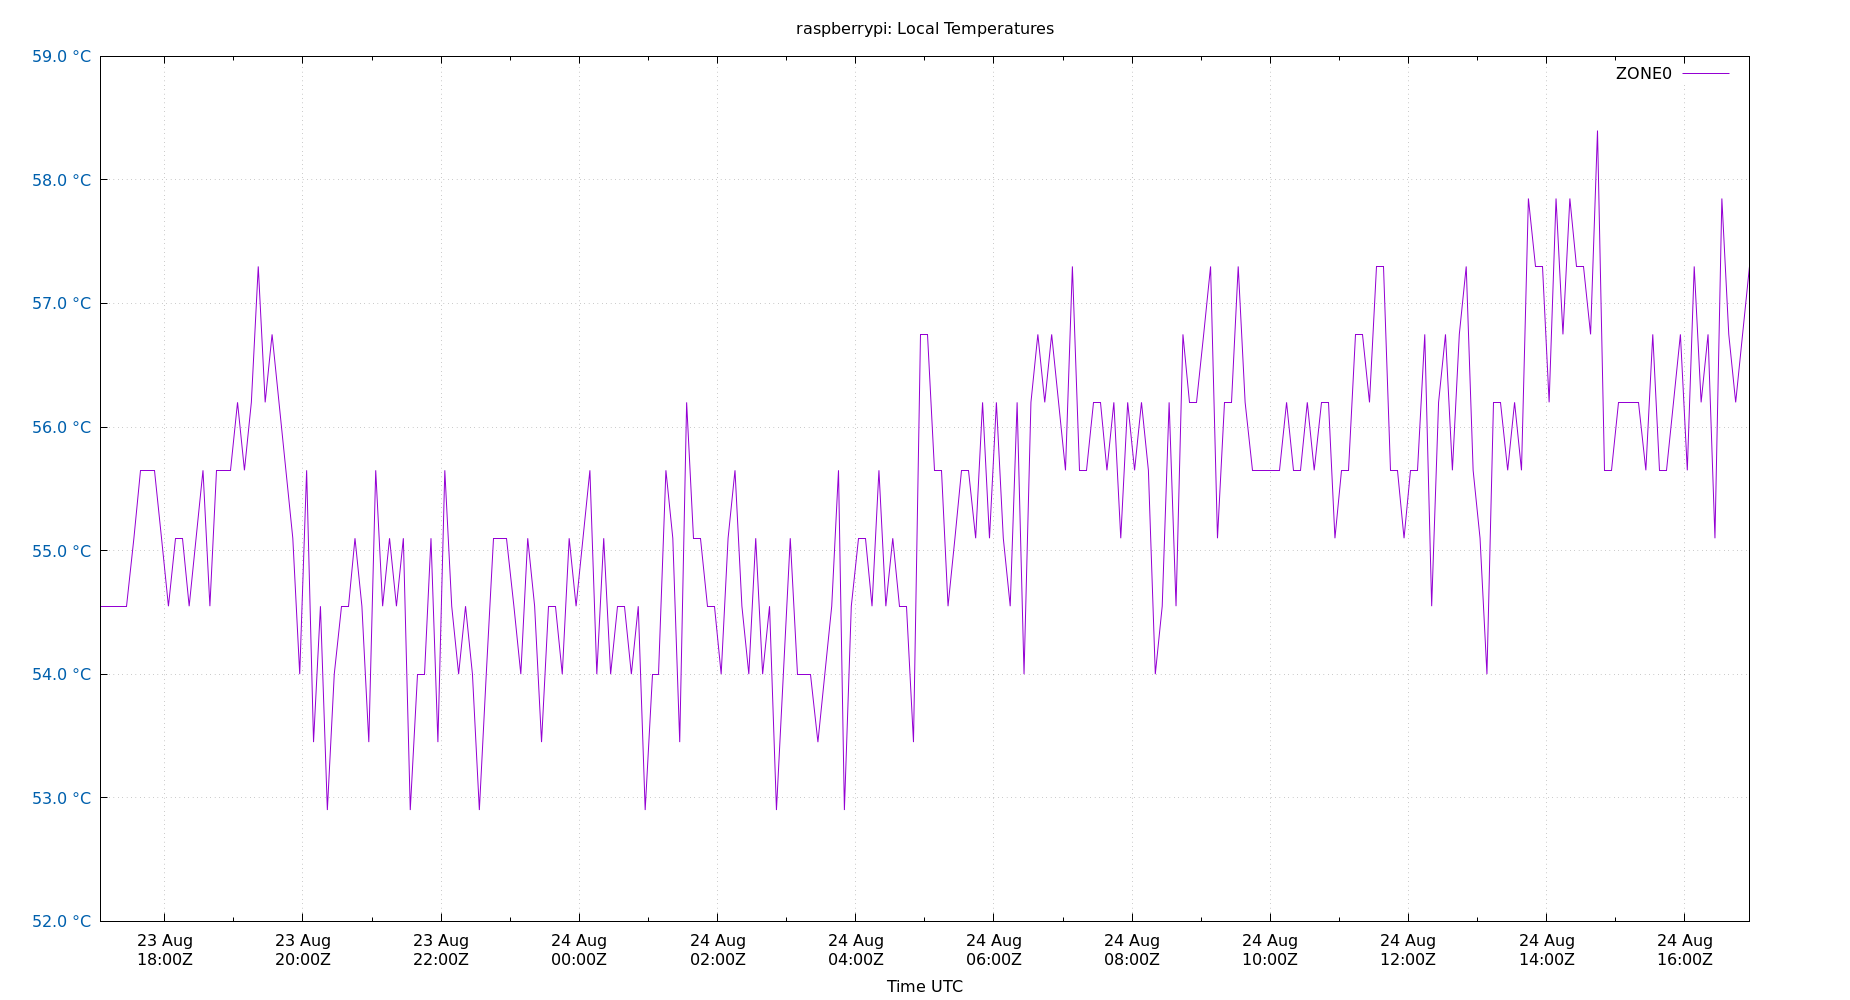 raspberrypi: Local Temperatures
59.0 °C
ZONE0
58.0 °C
57.0 °C
56.0 °C
55.0 °C
54.0 °C
53.0 °C
52.0 °C
23 Aug 23 Aug 23 Aug 24 Aug 24 Aug 24 Aug 24 Aug 24 Aug 24 Aug 24 Aug 24 Aug 24 Aug
18:00Z 20:00Z 22:00Z 00:00Z 02:00Z 04:00Z 06:00Z 08:00Z 10:00Z 12:00Z 14:00Z 16:00Z
Time UTC